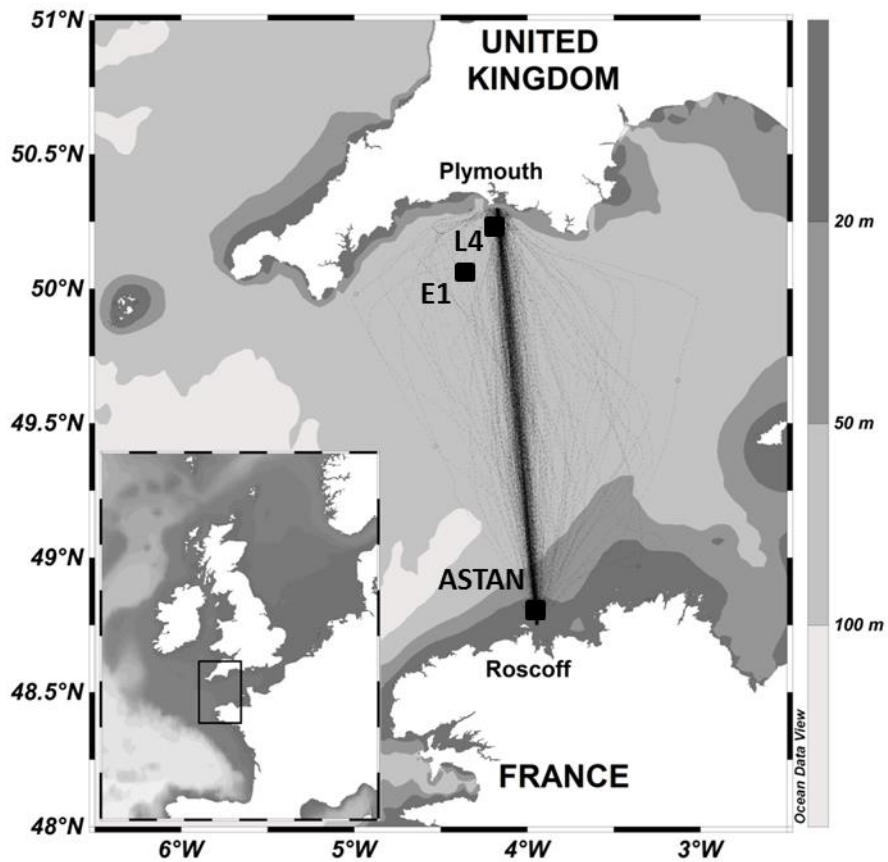 51°N
UNITED
KINGDOM
50.5°N
Plymouth
20 m
L4
50°N
E1
49.5°N
50 m
49°N
ASTAN
100 m
Roscoff
48.5°N
FRANCE
Ocean Data View
48°N
6°W
5°W
4°W
3°W